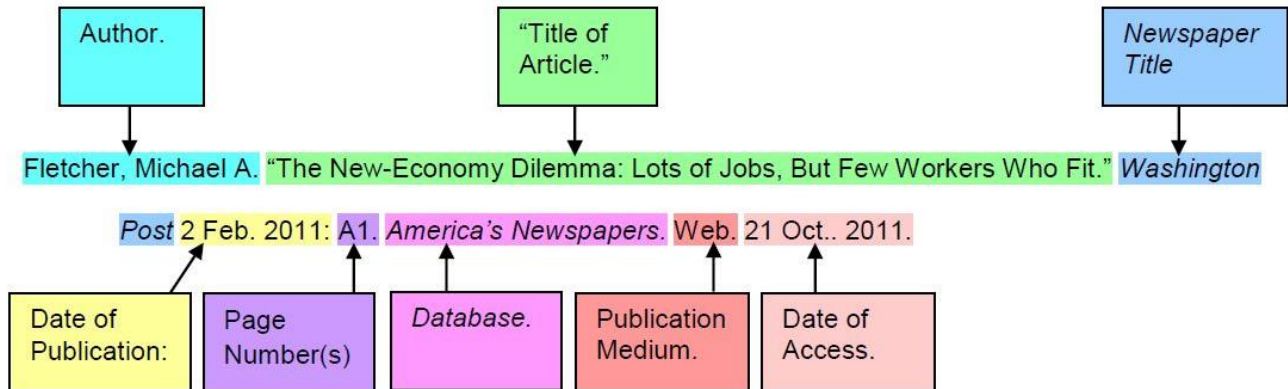 Author.
“Title of
Article.”
Newspaper
Title
Fletcher, Michael A. “The New-Economy Dilemma: Lots of Jobs, But Few Workers Who Fit.” Washington
Post 2 Feb. 2011: A1. America’s Newspapers. Web. 21 Oct.. 2011.
Date of
Publication:
Page
Number(s)
Database.
Publication
Medium.
Date of
Access.